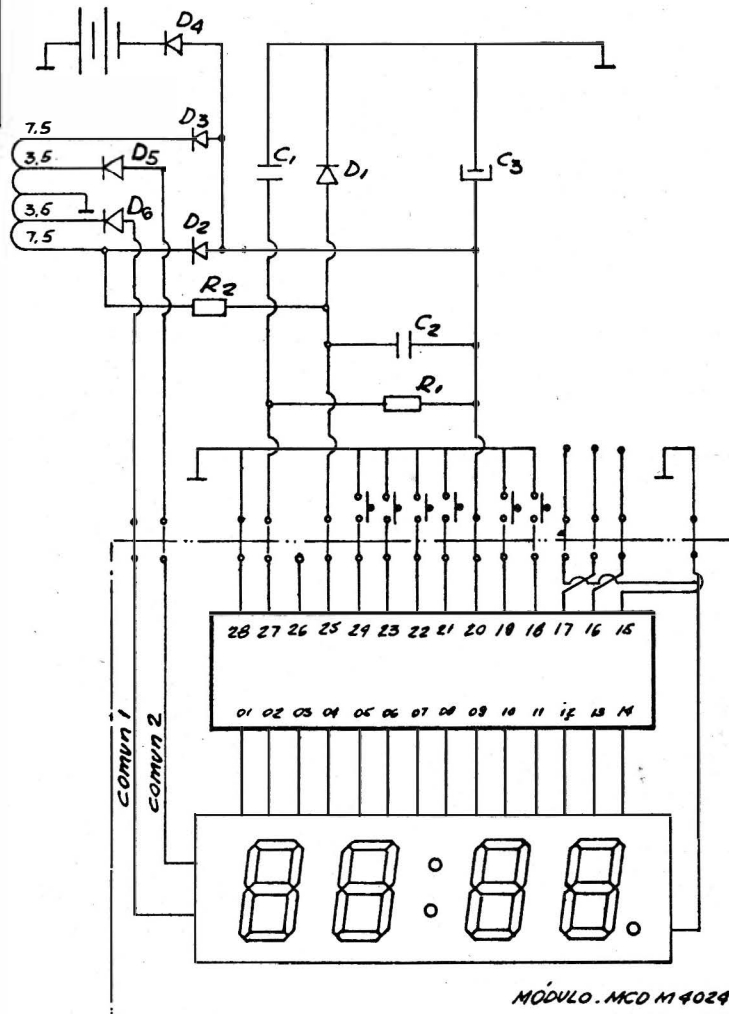 D4
D3
7,5
D5
3,5
C1
D1
C3
3,6
D6
D2
7,5
R2
C2
R1
28 27 26 25 24 23 22 21 20 19 18 17 16 15
01 02 03 04 05 06 07 08 09 10 11 12 13 14
COMUN 1
COMUN 2
MÓDULO. MCD M4024